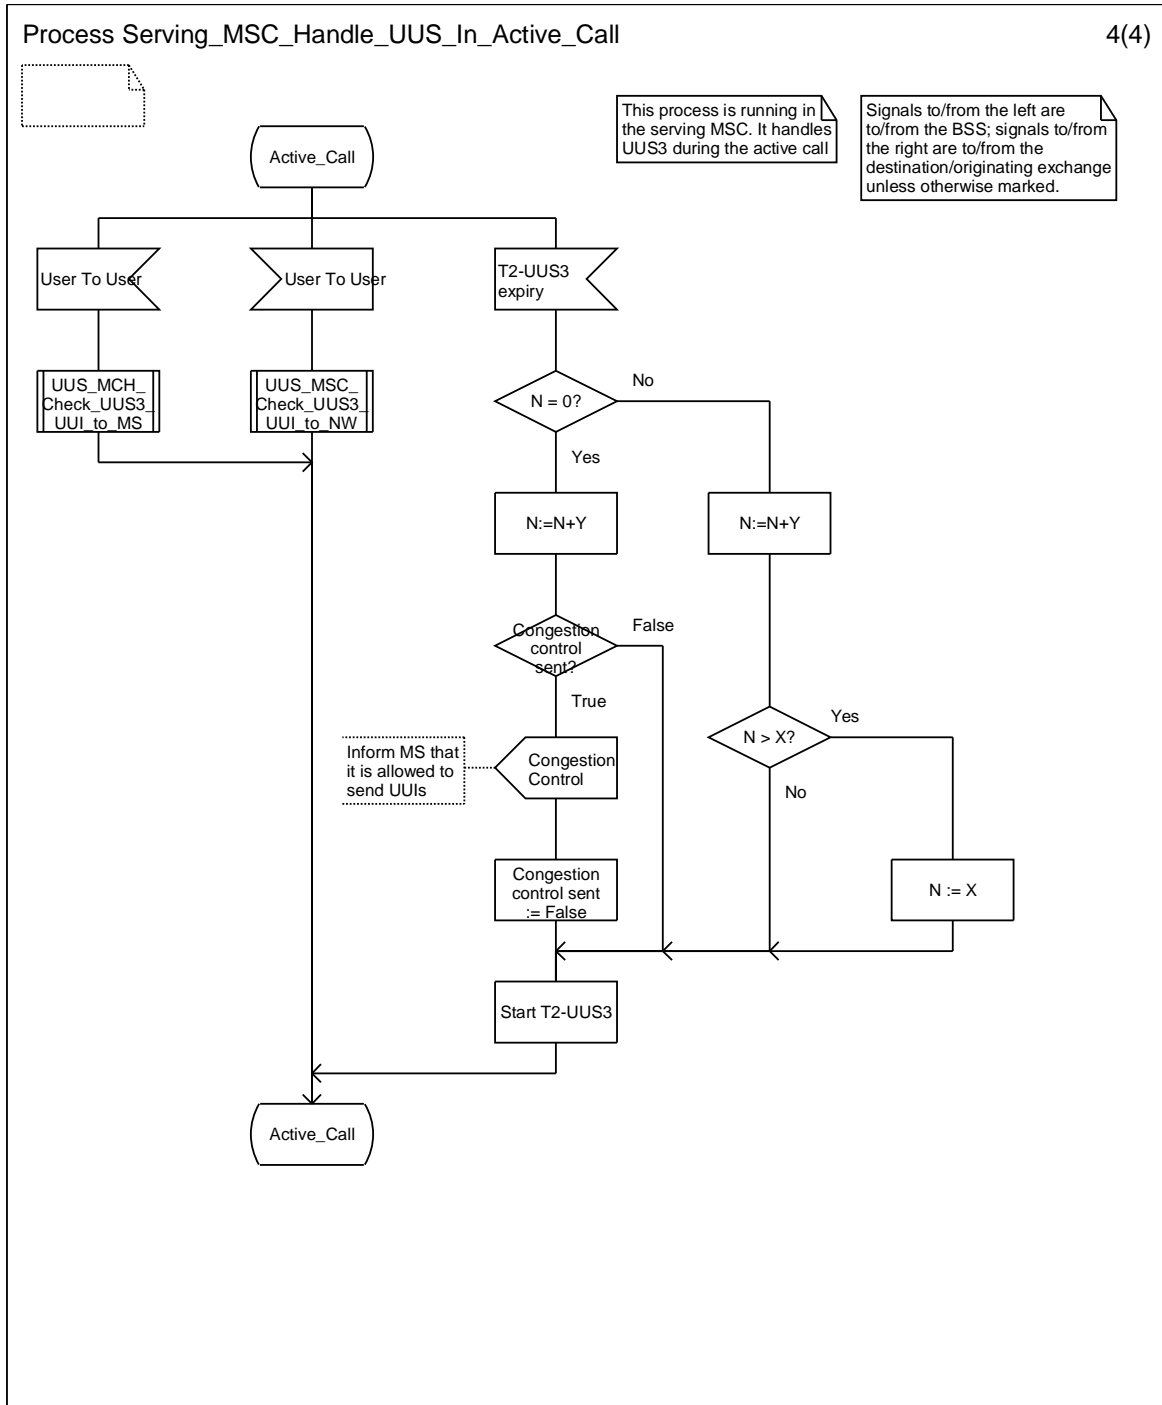 Process Serving_MSC_Handle_UUS_In_Active_Call
4(4)
This process is running in
the serving MSC. It handles
UUS3 during the active call
Signals to/from the left are
to/from the BSS; signals to/from
the right are to/from the
destination/originating exchange
unless otherwise marked.
Active_Call
User To User
User To User
T2-UUS3
expiry
UUS_MCH_
Check_UUS3_
UUI_to_MS
UUS_MSC_
Check_UUS3_
UUI_to_NW
N = 0?
No
Yes
N:=N+Y
N:=N+Y
Congestion
control
sent?
False
True
N > X?
Yes
No
Inform MS that
it is allowed to
send UUIs
Congestion
Control
Congestion
control sent
:= False
N := X
Start T2-UUS3
Active_Call